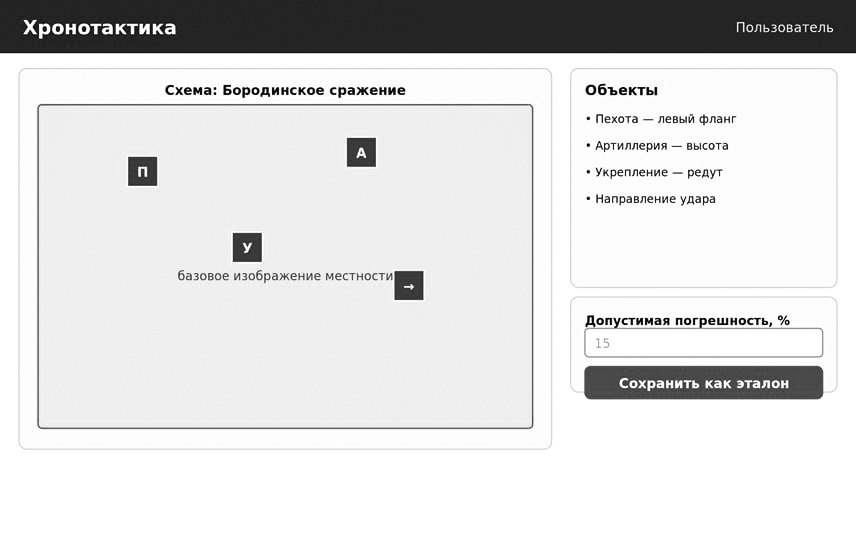 Хронотактика
Пользователь
Схема: Бородинское сражение
П
А
У
базовое изображение местности
→
Объекты
• Пехота — левый фланг
• Артиллерия — высота
• Укрепление — редут
• Направление удара
Допустимая погрешность, %
15
Сохранить как эталон